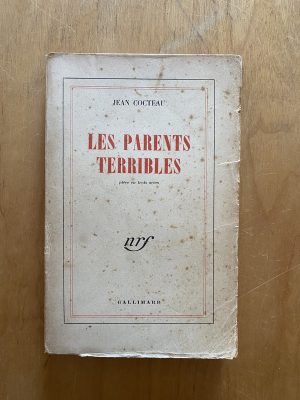 JEAN COCTEAU
LES PARENTS
TERRIBLES
pièce en trois actes
nrf
GALLIMARD